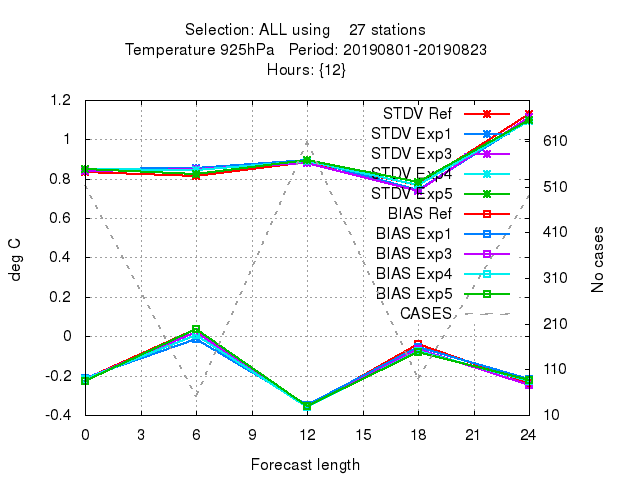 Selection: ALL using    27 stations
Temperature 925hPa   Period: 20190801-20190823
Hours: {12}
1.2
1
0.8
0.6
0.4
0.2
0
-0.2
-0.4
deg C
STDV Ref
STDV Exp1
STDV Exp3
STDV Exp4
STDV Exp5
BIAS Ref
BIAS Exp1
BIAS Exp3
BIAS Exp4
BIAS Exp5
CASES
610
510
410
310
210
110
10
No cases
0 3 6 9 12 15 18 21 24
Forecast length